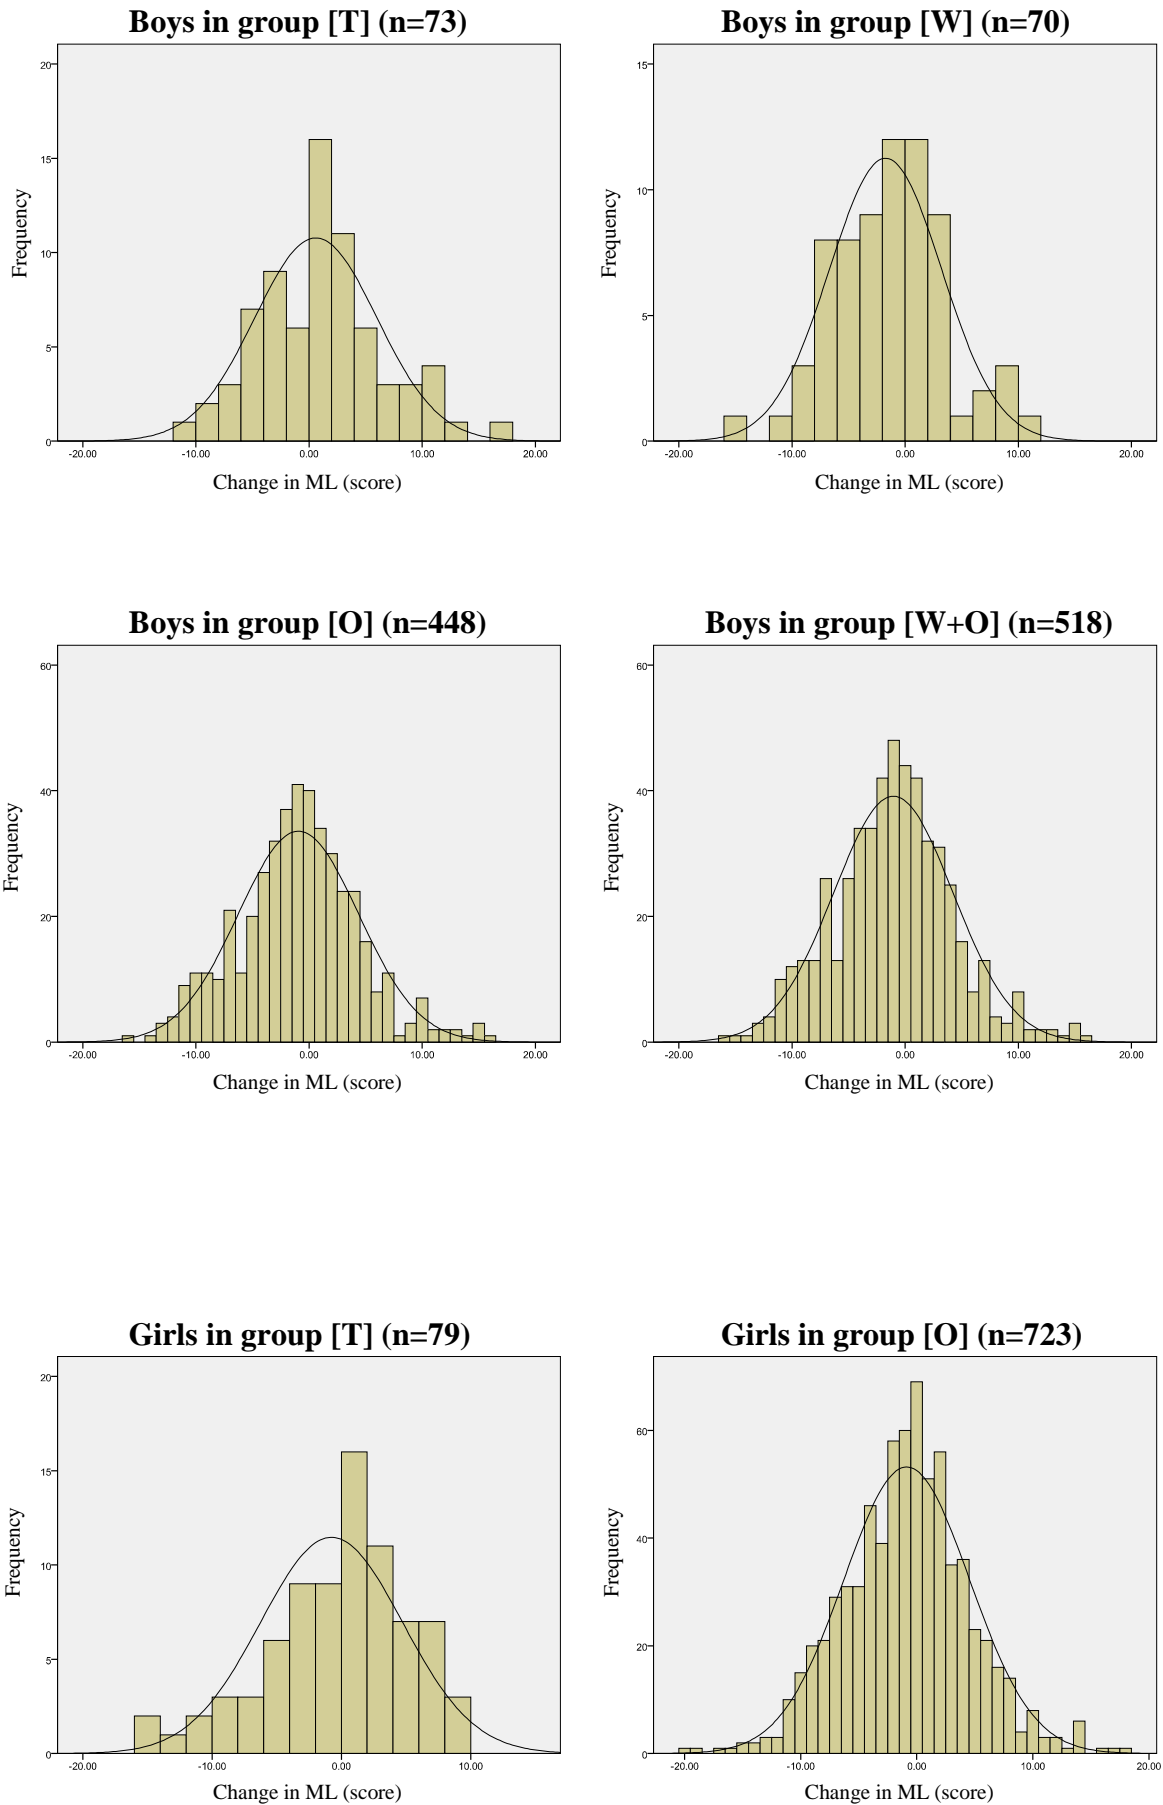 Boys in group [T] (n=73)
20
15
10
5
0
Frequency
-20.00 -10.00 0.00 10.00 20.00
Change in ML (score)
Boys in group [W] (n=70)
15
10
5
0
Frequency
-20.00 -10.00 0.00 10.00 20.00
Change in ML (score)
Boys in group [O] (n=448)
60
40
20
0
Frequency
-20.00 -10.00 0.00 10.00 20.00
Change in ML (score)
Boys in group [W+O] (n=518)
60
40
20
0
Frequency
-20.00 -10.00 0.00 10.00 20.00
Change in ML (score)
Girls in group [T] (n=79)
20
15
10
5
0
Frequency
-20.00 -10.00 0.00 10.00
Change in ML (score)
Girls in group [O] (n=723)
60
40
20
0
Frequency
-20.00 -10.00 0.00 10.00 20.00
Change in ML (score)